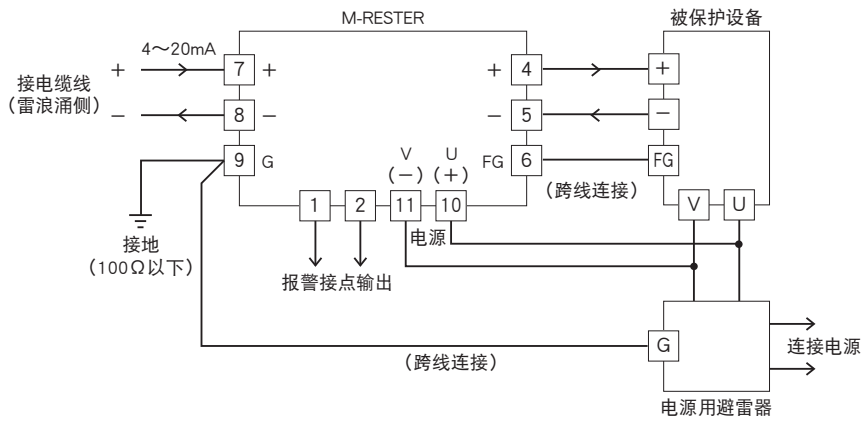 M-RESTER
被保护设备
4～20mA
+ 7 +
+ 4
+
接电缆线
（雷浪涌侧）
− 8 −
− 5
−
9 G
V U
(−) (+)
FG 6
FG
（跨线连接）
1 2 11 10
V U
电源
接地
（100Ω以下）
报警接点输出
G
连接电源
（跨线连接）
电源用避雷器